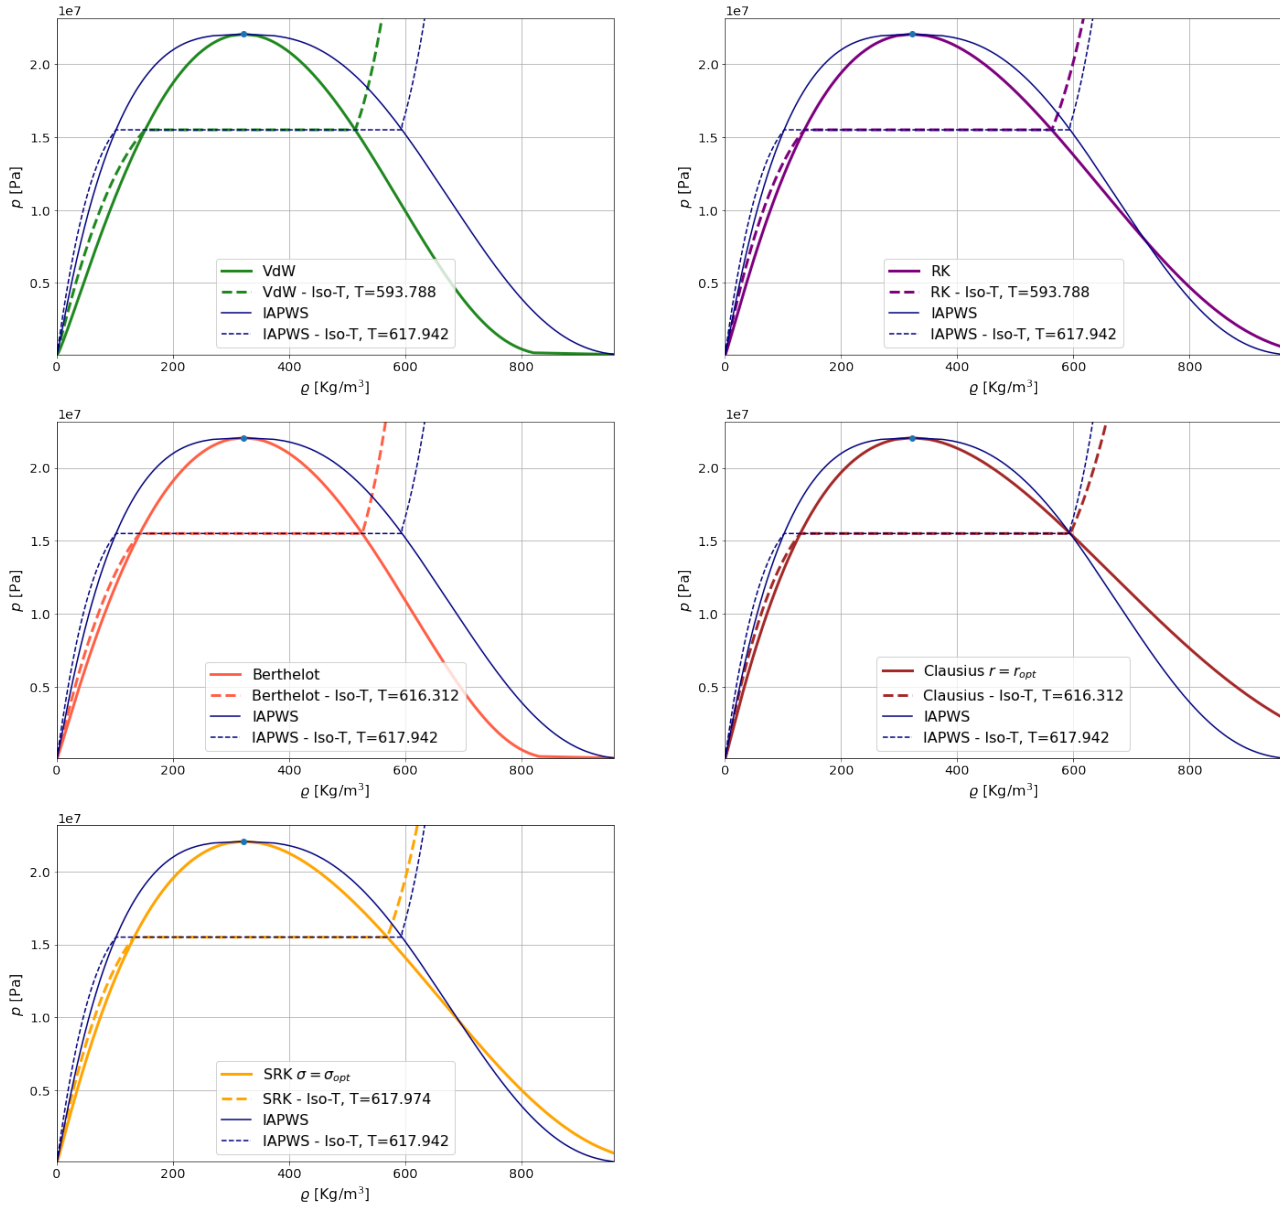 1e7
p [Pa]
2.0
1.5
1.0
0.5
0
200
400
600
800
ϱ [Kg/m³]
VdW
VdW - Iso-T, T=593.788
IAPWS
IAPWS - Iso-T, T=617.942
1e7
p [Pa]
2.0
1.5
1.0
0.5
0
200
400
600
800
ϱ [Kg/m³]
RK
RK - Iso-T, T=593.788
IAPWS
IAPWS - Iso-T, T=617.942
1e7
p [Pa]
2.0
1.5
1.0
0.5
0
200
400
600
800
ϱ [Kg/m³]
Berthelot
Berthelot - Iso-T, T=616.312
IAPWS
IAPWS - Iso-T, T=617.942
1e7
p [Pa]
2.0
1.5
1.0
0.5
0
200
400
600
800
ϱ [Kg/m³]
Clausius r = r_opt
Clausius - Iso-T, T=616.312
IAPWS
IAPWS - Iso-T, T=617.942
1e7
p [Pa]
2.0
1.5
1.0
0.5
0
200
400
600
800
ϱ [Kg/m³]
SRK σ = σ_opt
SRK - Iso-T, T=617.974
IAPWS
IAPWS - Iso-T, T=617.942